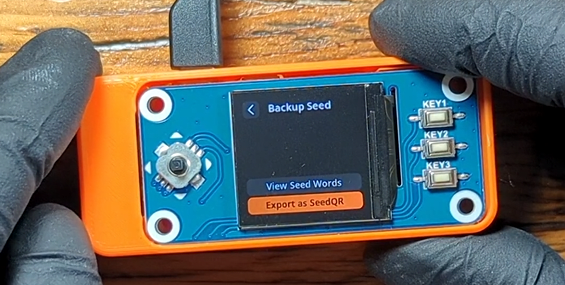 Backup Seed
View Seed Words
Export as SeedQR
KEY1
KEY2
KEY3